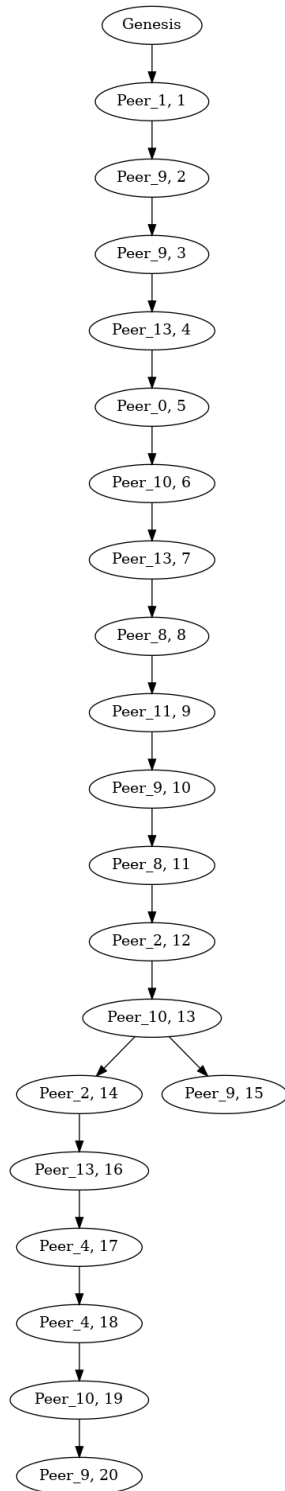 Genesis
Peer_1, 1
Peer_9, 2
Peer_9, 3
Peer_13, 4
Peer_0, 5
Peer_10, 6
Peer_13, 7
Peer_8, 8
Peer_11, 9
Peer_9, 10
Peer_8, 11
Peer_2, 12
Peer_10, 13
Peer_2, 14
Peer_9, 15
Peer_13, 16
Peer_4, 17
Peer_4, 18
Peer_10, 19
Peer_9, 20